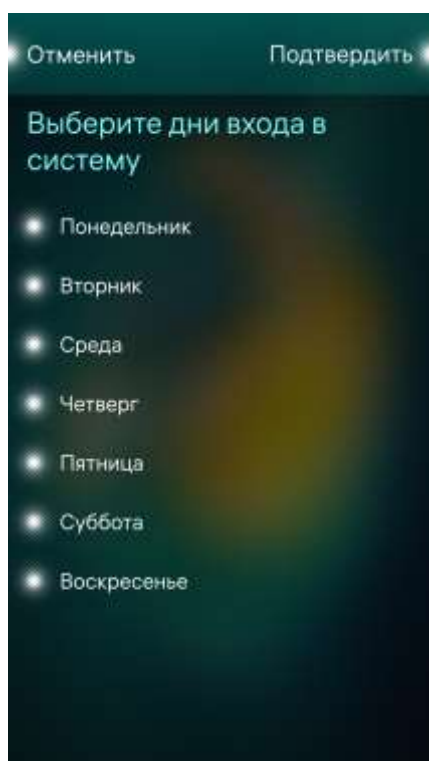 Отменить Подтвердить
Выберите дни входа в
систему
Понедельник
Вторник
Среда
Четверг
Пятница
Суббота
Воскресенье